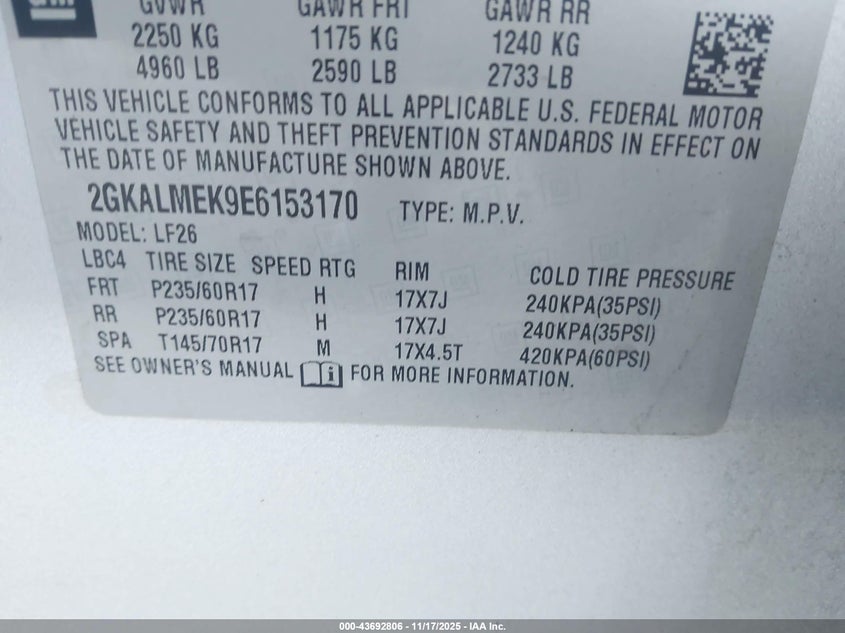 GVWR GAWR FRT GAWR RR
2250 KG 1175 KG 1240 KG
4960 LB 2590 LB 2733 LB
THIS VEHICLE CONFORMS TO ALL APPLICABLE U.S. FEDERAL MOTOR
VEHICLE SAFETY AND THEFT PREVENTION STANDARDS IN EFFECT ON
THE DATE OF MANUFACTURE SHOWN ABOVE.
2GKALMEK9E6153170 TYPE: M.P.V.
MODEL: LF26
LBC4 TIRE SIZE SPEED RTG RIM COLD TIRE PRESSURE
FRT P235/60R17 H 17X7J 240KPA(35PSI)
RR P235/60R17 H 17X7J 240KPA(35PSI)
SPA T145/70R17 M 17X4.5T 420KPA(60PSI)
SEE OWNER'S MANUAL i FOR MORE INFORMATION.
000-43692806 - 11/17/2025 - IAA Inc.